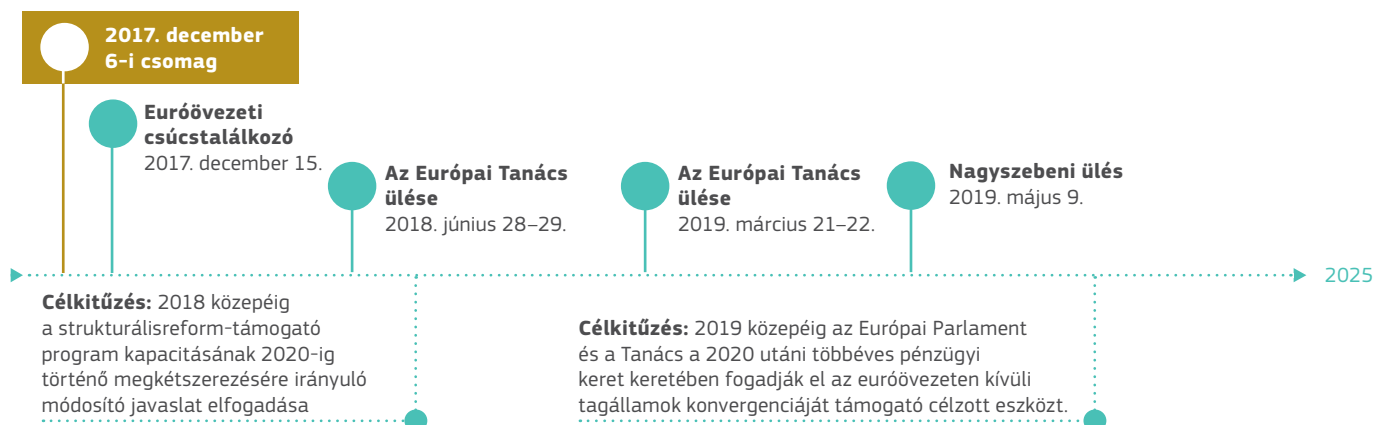 2017. december
6-i csomag
Euróövezeti
csúcstalálkozó
2017. december 15.
Az Európai Tanács
ülése
2018. június 28–29.
Az Európai Tanács
ülése
2019. március 21–22.
Nagyszebeni ülés
2019. május 9.
2025
Célkitűzés: 2018 közepéig
a strukturálisreform-támogató
program kapacitásának 2020-ig
történő megkétszerezésére irányuló
módosító javaslat elfogadása
Célkitűzés: 2019 közepéig az Európai Parlament
és a Tanács a 2020 utáni többéves pénzügyi
keret keretében fogadják el az euróövezeten kívüli
tagállamok konvergenciáját támogató célzott eszközt.